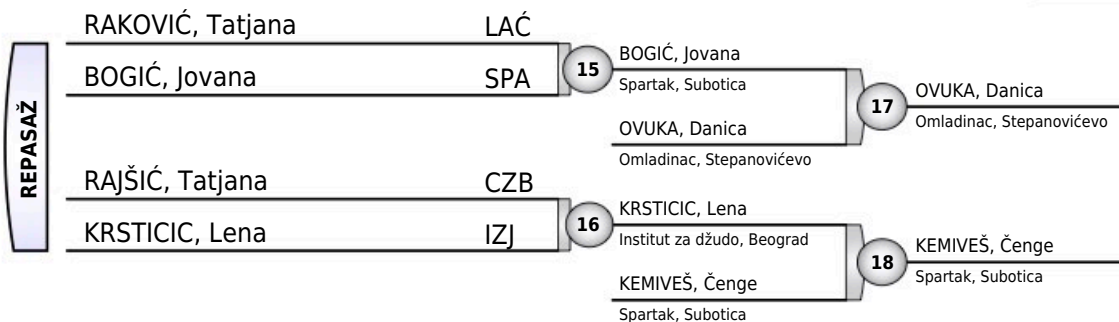 RAKOVIĆ, Tatjana LAĆ
BOGIĆ, Jovana SPA
15
BOGIĆ, Jovana
Spartak, Subotica
OVUKA, Danica
Omladinac, Stepanovićevo
17
OVUKA, Danica
Omladinac, Stepanovićevo
REPASAŽ
RAJŠIĆ, Tatjana CZB
KRSTICIC, Lena IZJ
16
KRSTICIC, Lena
Institut za džudo, Beograd
KEMIVEŠ, Čenge
Spartak, Subotica
18
KEMIVEŠ, Čenge
Spartak, Subotica